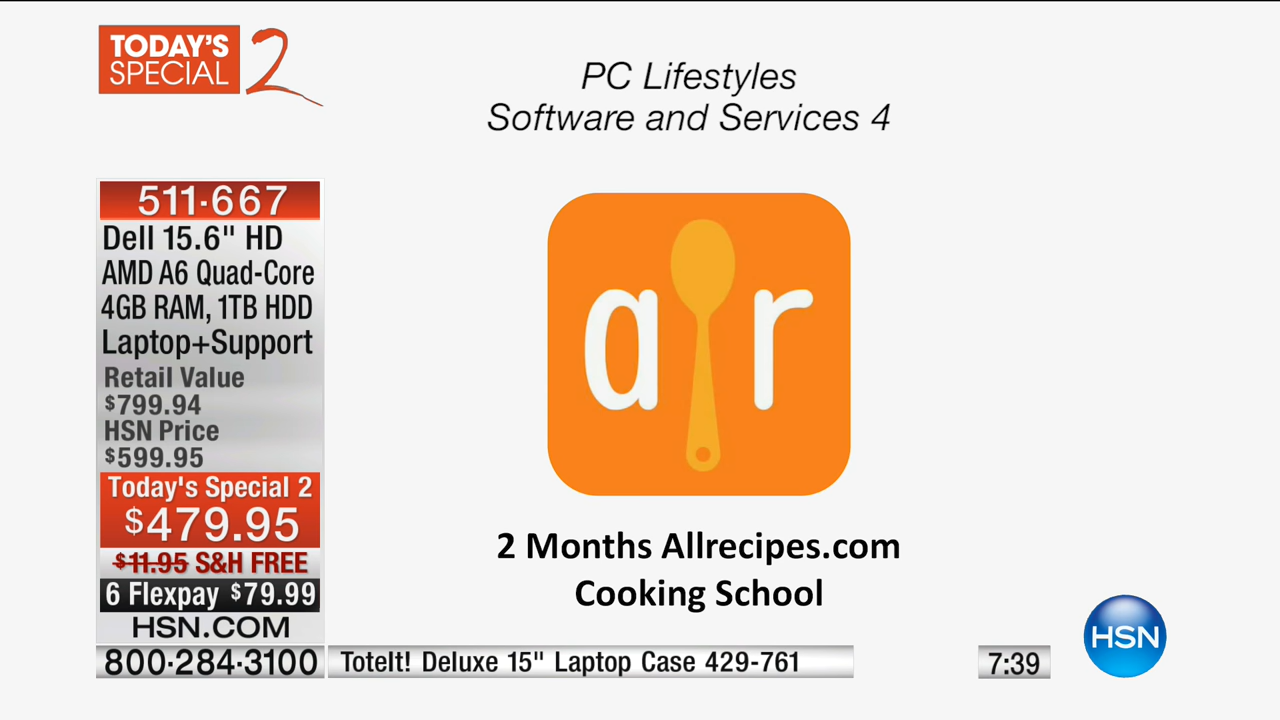 TODAY'S
SPECIAL 2
PC Lifestyles
Software and Services 4
511·667
Dell 15.6" HD
AMD A6 Quad-Core
4GB RAM, 1TB HDD
Laptop+Support
Retail Value
$799.94
HSN Price
$599.95
Today's Special 2
$479.95
$11.95 S&H FREE
6 Flexpay $79.99
HSN.COM
800·284·3100
a r
2 Months Allrecipes.com
Cooking School
ToteIt! Deluxe 15" Laptop Case 429-761
7:39
HSN